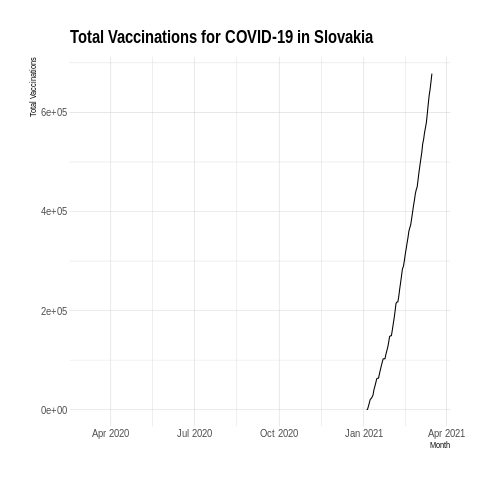 Total Vaccinations for COVID-19 in Slovakia
Total Vaccinations
6e+05
4e+05
2e+05
0e+00
Apr 2020 Jul 2020 Oct 2020 Jan 2021 Apr 2021
Month